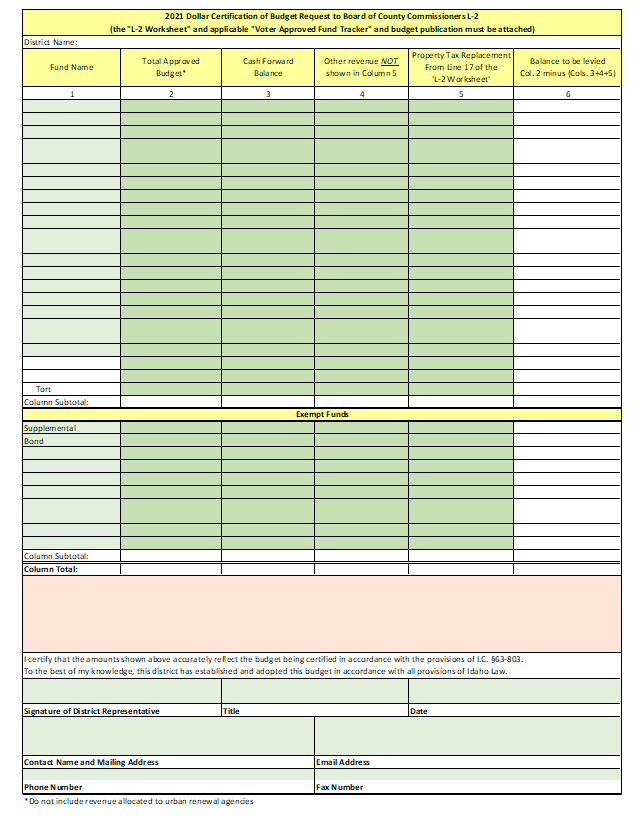 2021 Dollar Certification of Budget Request to Board of County Commissioners L-2
(the "L-2 Worksheet" and applicable "Voter Approved Fund Tracker" and budget publication must be attached)
District Name:
Fund Name
Total Approved
Budget*
Cash Forward
Balance
Other revenue NOT
shown in Column 5
Property Tax Replacement
From Line 17 of the
'L-2 Worksheet'
Balance to be levied
Col. 2 minus (Cols. 3+4+5)
1 2 3 4 5 6
Tort
Column Subtotal:
Exempt Funds
Supplemental
Bond
Column Subtotal:
Column Total:
I certify that the amounts shown above accurately reflect the budget being certified in accordance with the provisions of I.C. §63-803.
To the best of my knowledge, this district has established and adopted this budget in accordance with all provisions of Idaho Law.
Signature of District Representative Title Date
Contact Name and Mailing Address Email Address
Phone Number Fax Number
*Do not include revenue allocated to urban renewal agencies